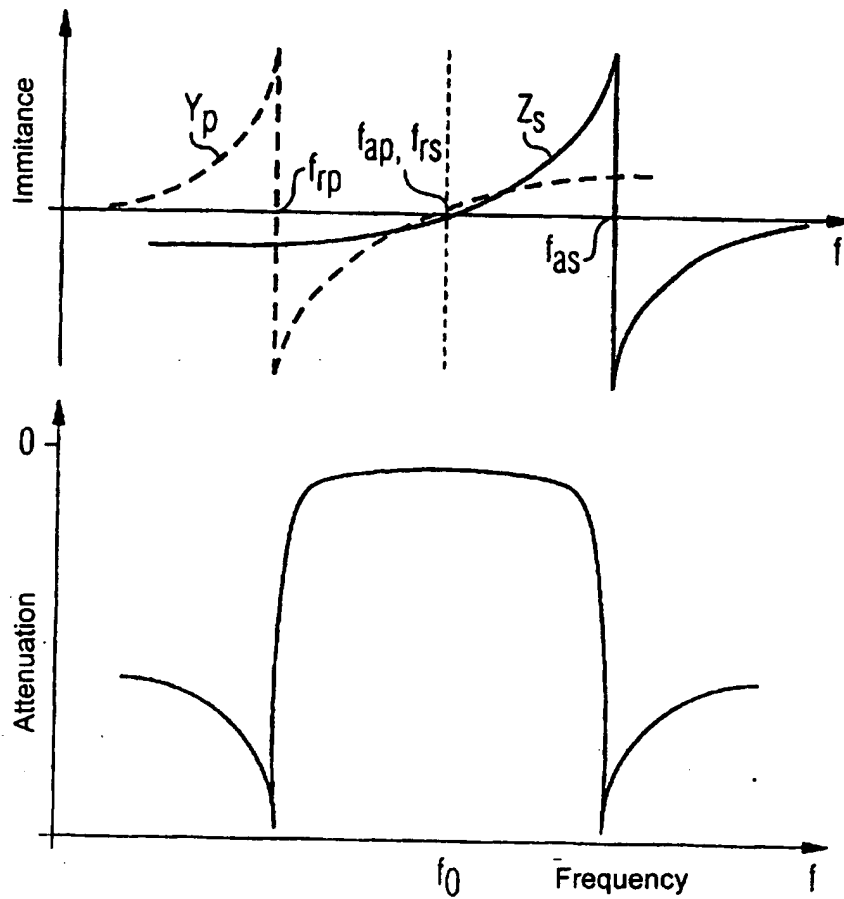 Immitance
Yp
frp
fap, frs
Zs
fas
f
0
Attenuation
f0
Frequency
f